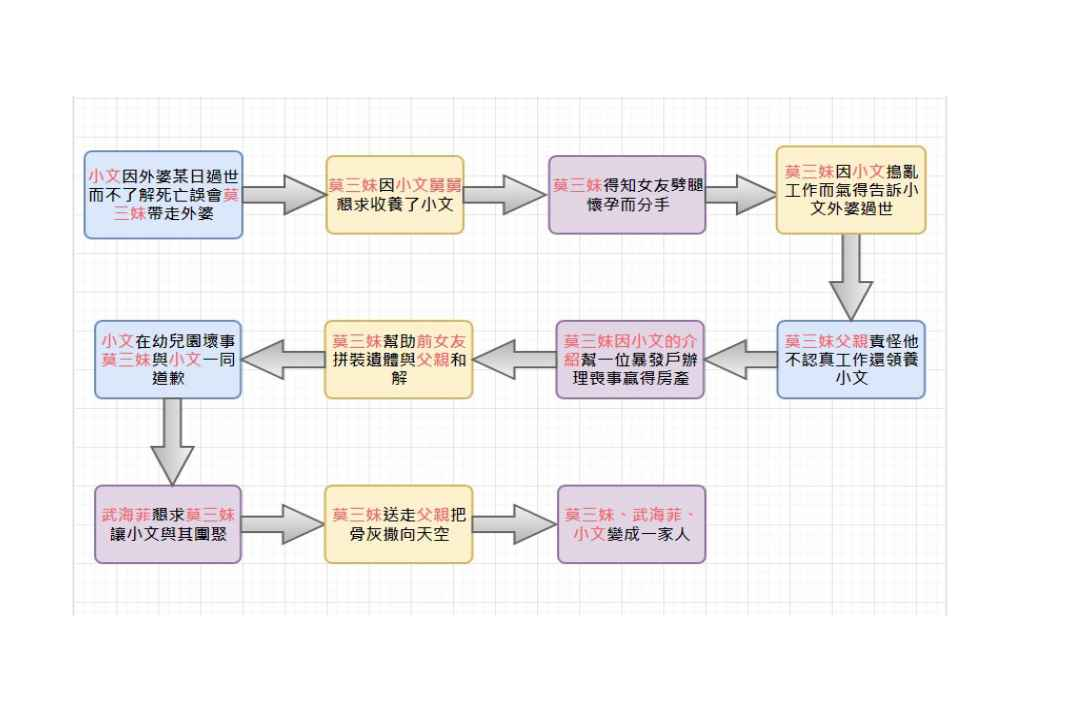 小文因外婆某日過世
而不了解死亡誤會莫
三妹帶走外婆
莫三妹因小文舅舅
懇求收養了小文
莫三妹得知女友劈腿
懷孕而分手
莫三妹因小文搗亂
工作而氣得告訴小
文外婆過世
莫三妹父親責怪他
不認真工作還領養
小文
莫三妹因小文的介
紹幫一位暴發戶辦
理喪事贏得房產
莫三妹幫助前女友
拼裝遺體與父親和
解
小文在幼兒園壞事
莫三妹與小文一同
道歉
武海菲懇求莫三妹
讓小文與其團聚
莫三妹送走父親把
骨灰撒向天空
莫三妹、武海菲、
小文變成一家人